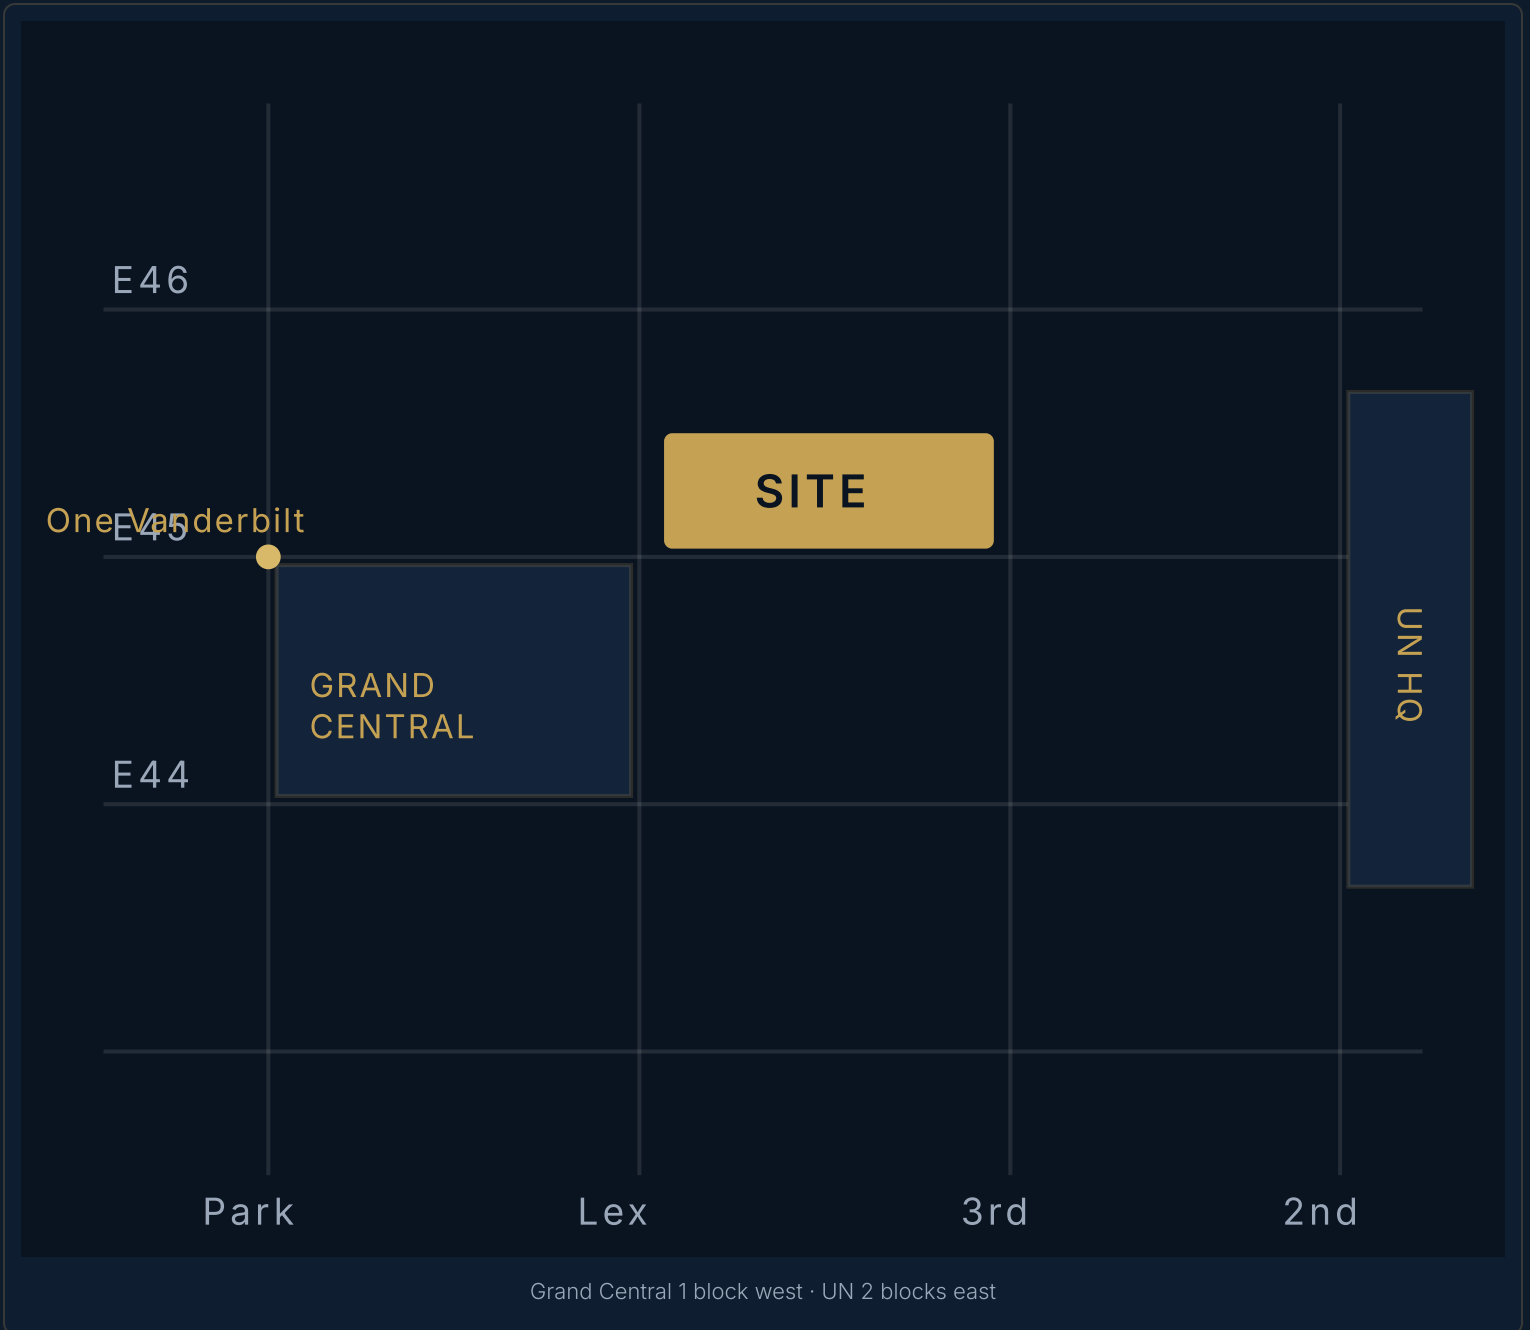 E46
SITE
One Vanderbilt
E45
GRAND
CENTRAL
UN HQ
E44
Park
Lex
3rd
2nd
Grand Central 1 block west · UN 2 blocks east